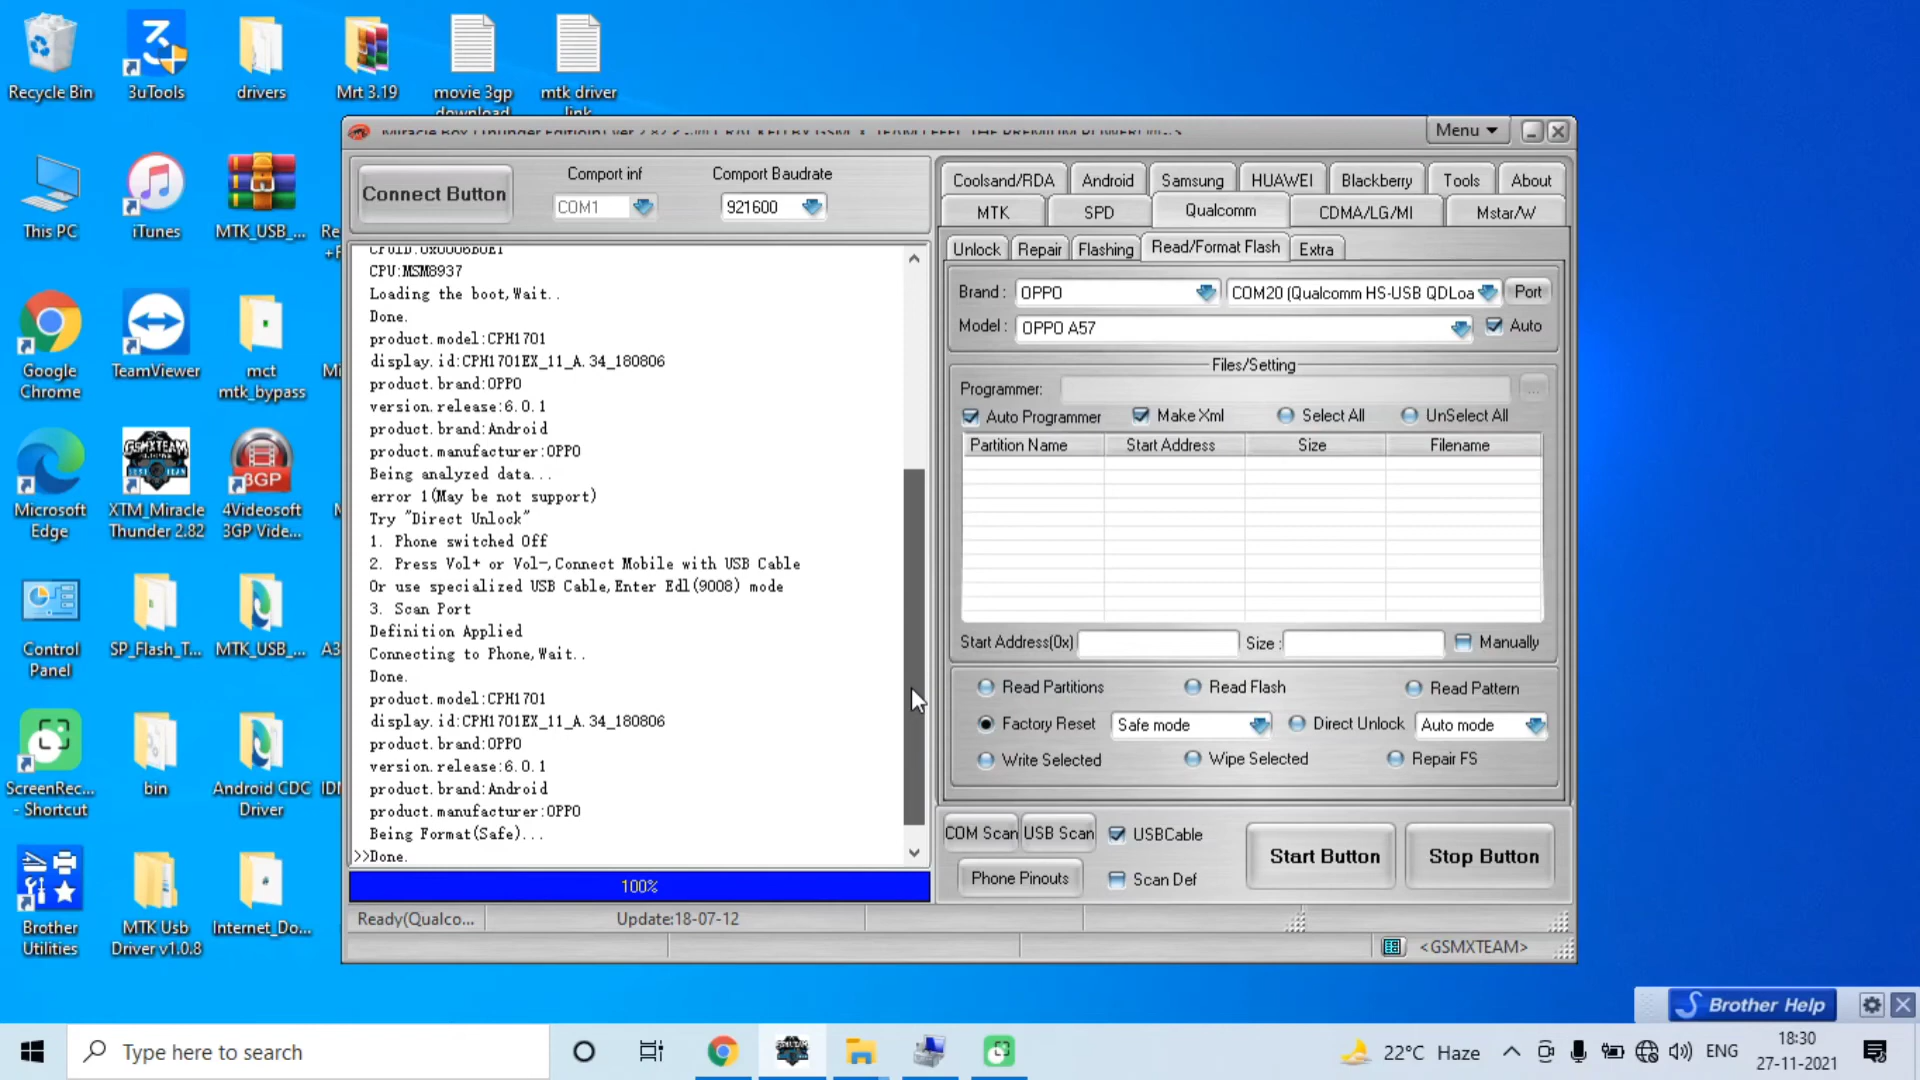 Recycle Bin
3uTools
drivers
Mrt 3.19
movie 3gp
download
mtk driver
link
This PC
iTunes
MTK_USB_...
Google
Chrome
TeamViewer
mct
mtk_bypass
Microsoft
Edge
XTM_Miracle
Thunder 2.82
4Videosoft
3GP Vide...
Control
Panel
SP_Flash_T...
MTK_USB_...
ScreenRec...
- Shortcut
bin
Android CDC
Driver
Brother
Utilities
MTK Usb
Driver v1.0.8
Internet_Do...
Menu
Connect Button
Comport inf
COM1
Comport Baudrate
921600
CPU:MSM8937
Loading the boot,Wait..
Done.
product.model:CPH1701
display.id:CPH1701EX_11_A.34_180806
product.brand:OPPO
version.release:6.0.1
product.brand:Android
product.manufacturer:OPPO
Being analyzed data...
error 1(May be not support)
Try "Direct Unlock"
1. Phone switched Off
2. Press Vol+ or Vol-,Connect Mobile with USB Cable
Or use specialized USB Cable,Enter Edl(9008) mode
3. Scan Port
Definition Applied
Connecting to Phone,Wait..
Done.
product.model:CPH1701
display.id:CPH1701EX_11_A.34_180806
product.brand:OPPO
version.release:6.0.1
product.brand:Android
product.manufacturer:OPPO
Being Format(Safe)...
>>Done.
100%
Ready(Qualco...
Update:18-07-12
Coolsand/RDA Android Samsung HUAWEI Blackberry Tools About
MTK SPD Qualcomm CDMA/LG/MI Mstar/W
Unlock Repair Flashing Read/Format Flash Extra
Brand : OPPO COM20 (Qualcomm HS-USB QDLoa Port
Model : OPPO A57 Auto
Files/Setting
Programmer: ...
Auto Programmer Make Xml Select All UnSelect All
Partition Name Start Address Size Filename
Start Address(0x) Size : Manually
Read Partitions Read Flash Read Pattern
Factory Reset Safe mode Direct Unlock Auto mode
Write Selected Wipe Selected Repair FS
COM Scan USB Scan USBCable
Phone Pinouts Scan Def
Start Button Stop Button
<GSMXTEAM>
Brother Help
Type here to search
22°C Haze
ENG
18:30
27-11-2021